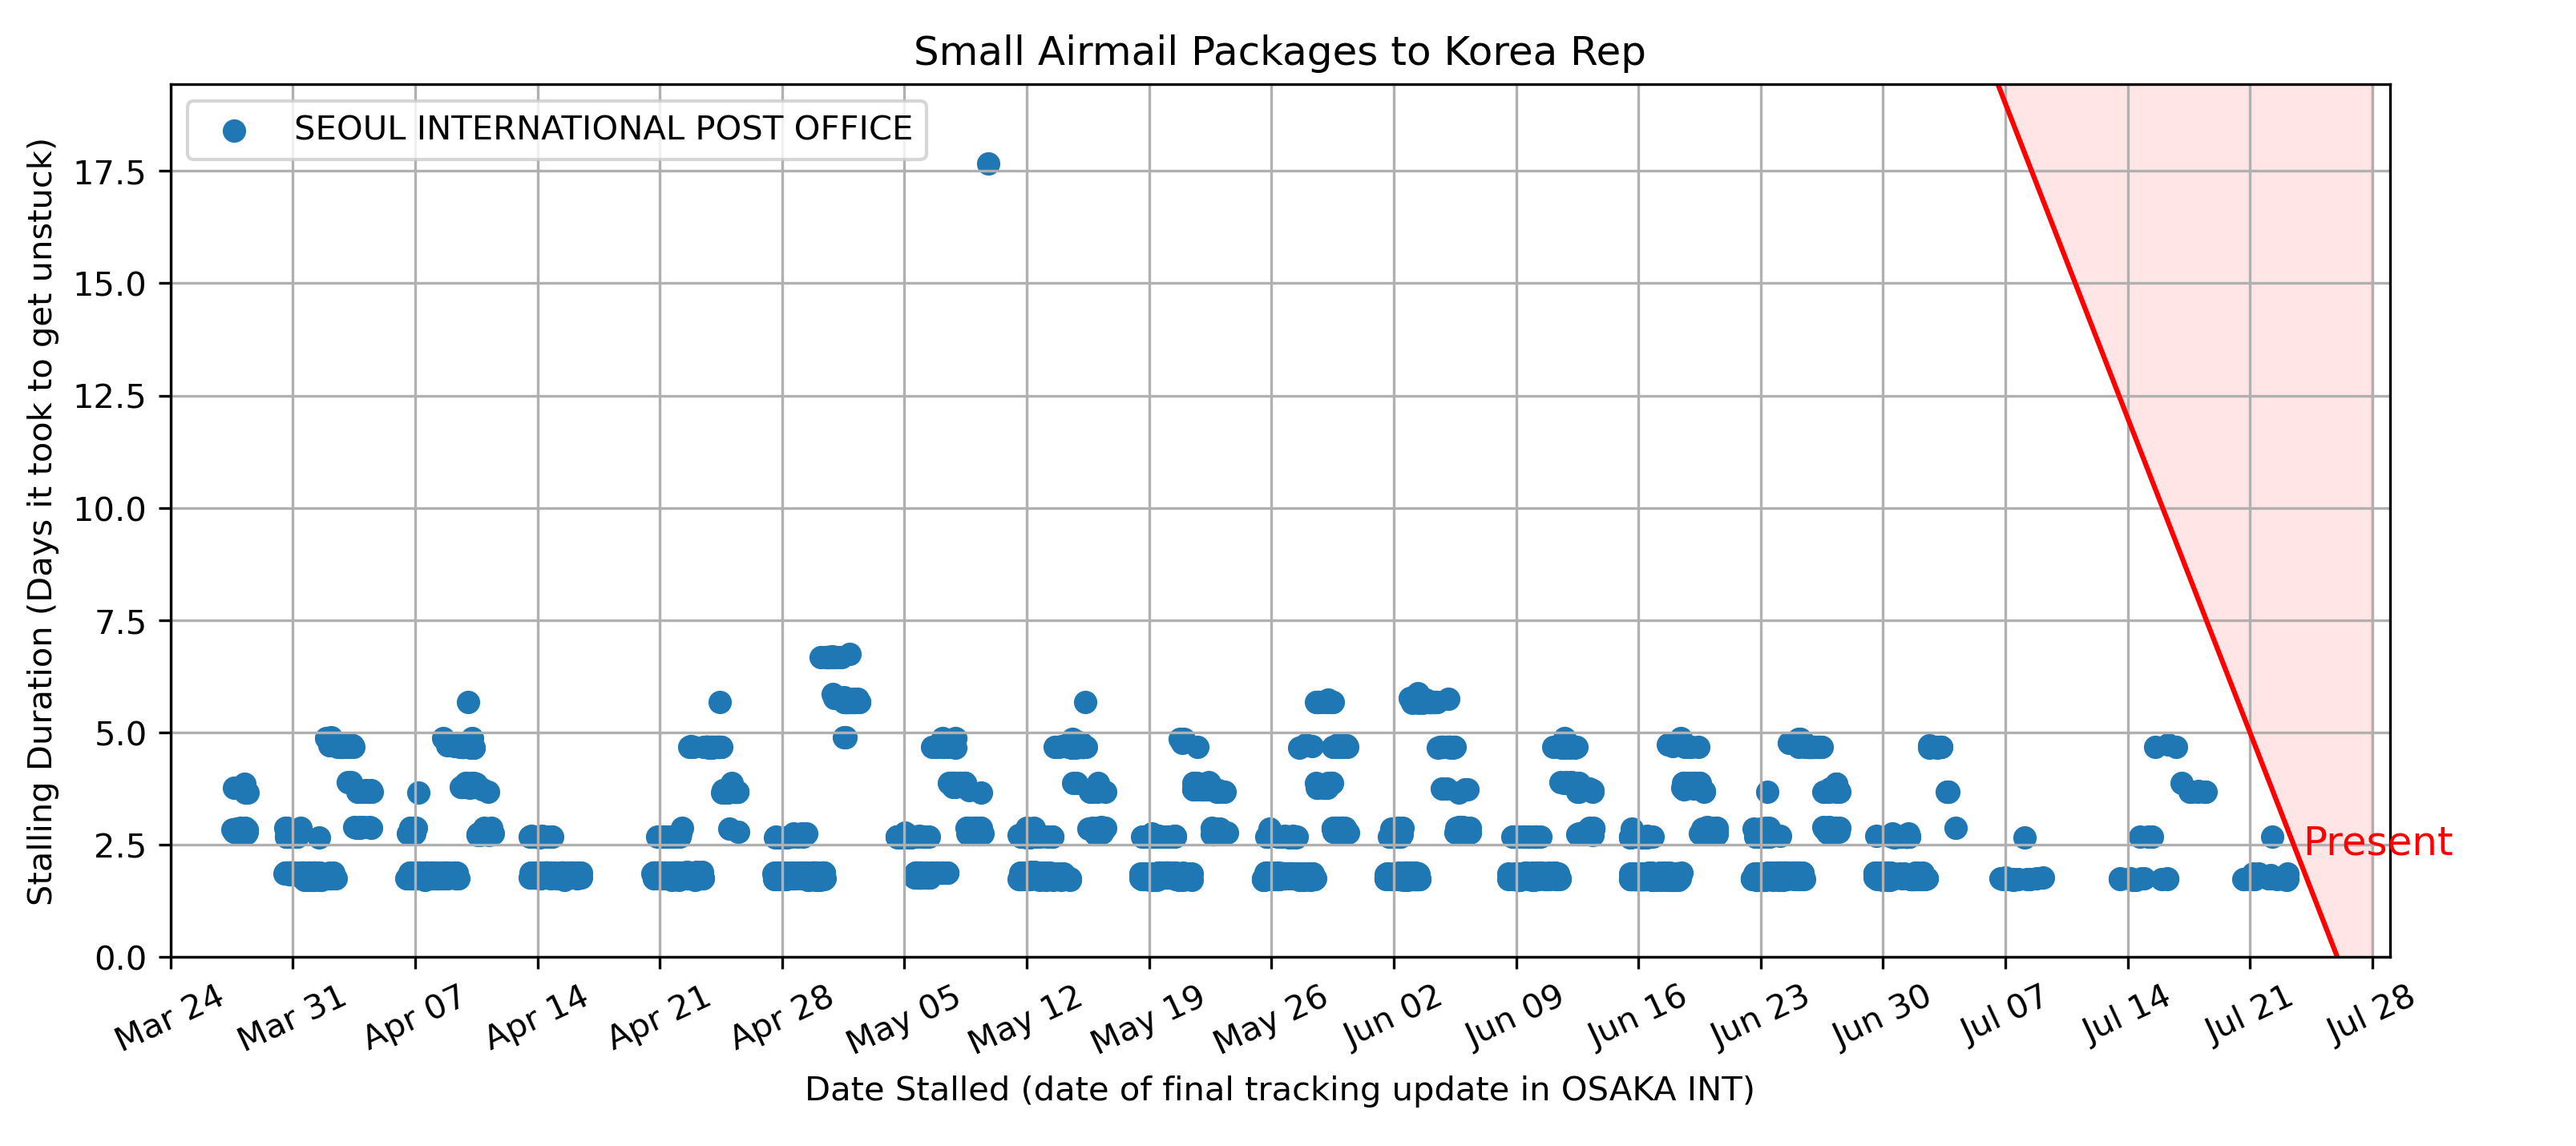 Small Airmail Packages to Korea Rep
SEOUL INTERNATIONAL POST OFFICE
Stalling Duration (Days it took to get unstuck)
17.5
15.0
12.5
10.0
7.5
5.0
2.5
0.0
Present
Mar 24
Mar 31
Apr 07
Apr 14
Apr 21
Apr 28
May 05
May 12
May 19
May 26
Jun 02
Jun 09
Jun 16
Jun 23
Jun 30
Jul 07
Jul 14
Jul 21
Jul 28
Date Stalled (date of final tracking update in OSAKA INT)